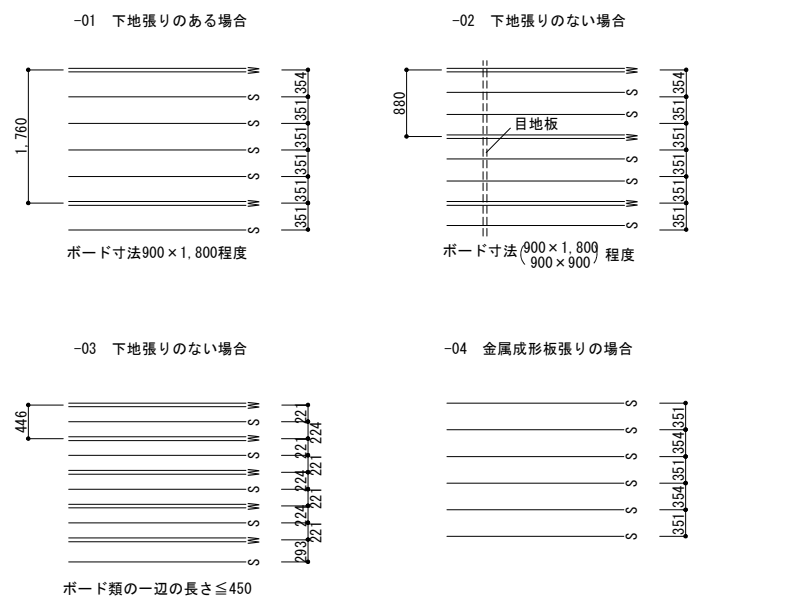 -01 下地張りのある場合
W
S
S
S
S
W
S
1,760
354
351
351
351
351
351
ボード寸法900×1,800程度
-02 下地張りのない場合
W
S
S
W
S
S
W
S
880
目地板
354
351
351
351
351
351
ボード寸法(900×1,800
900×900)程度
-03 下地張りのない場合
W
S
W
S
W
S
W
S
W
S
446
221
224
221
221
224
221
224
221
293
ボード類の一辺の長さ≦450
-04 金属成形板張りの場合
S
S
S
S
S
S
351
354
351
354
351